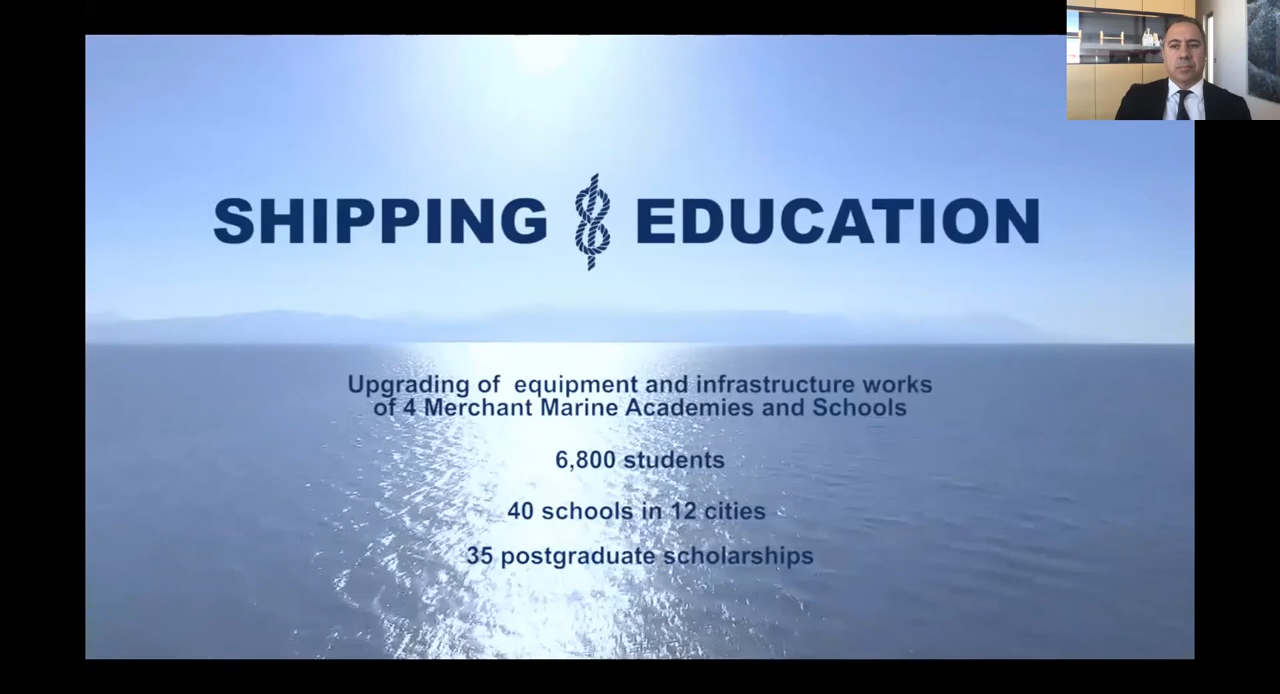 SHIPPING EDUCATION
Upgrading of equipment and infrastructure works
of 4 Merchant Marine Academies and Schools
6,800 students
40 schools in 12 cities
35 postgraduate scholarships